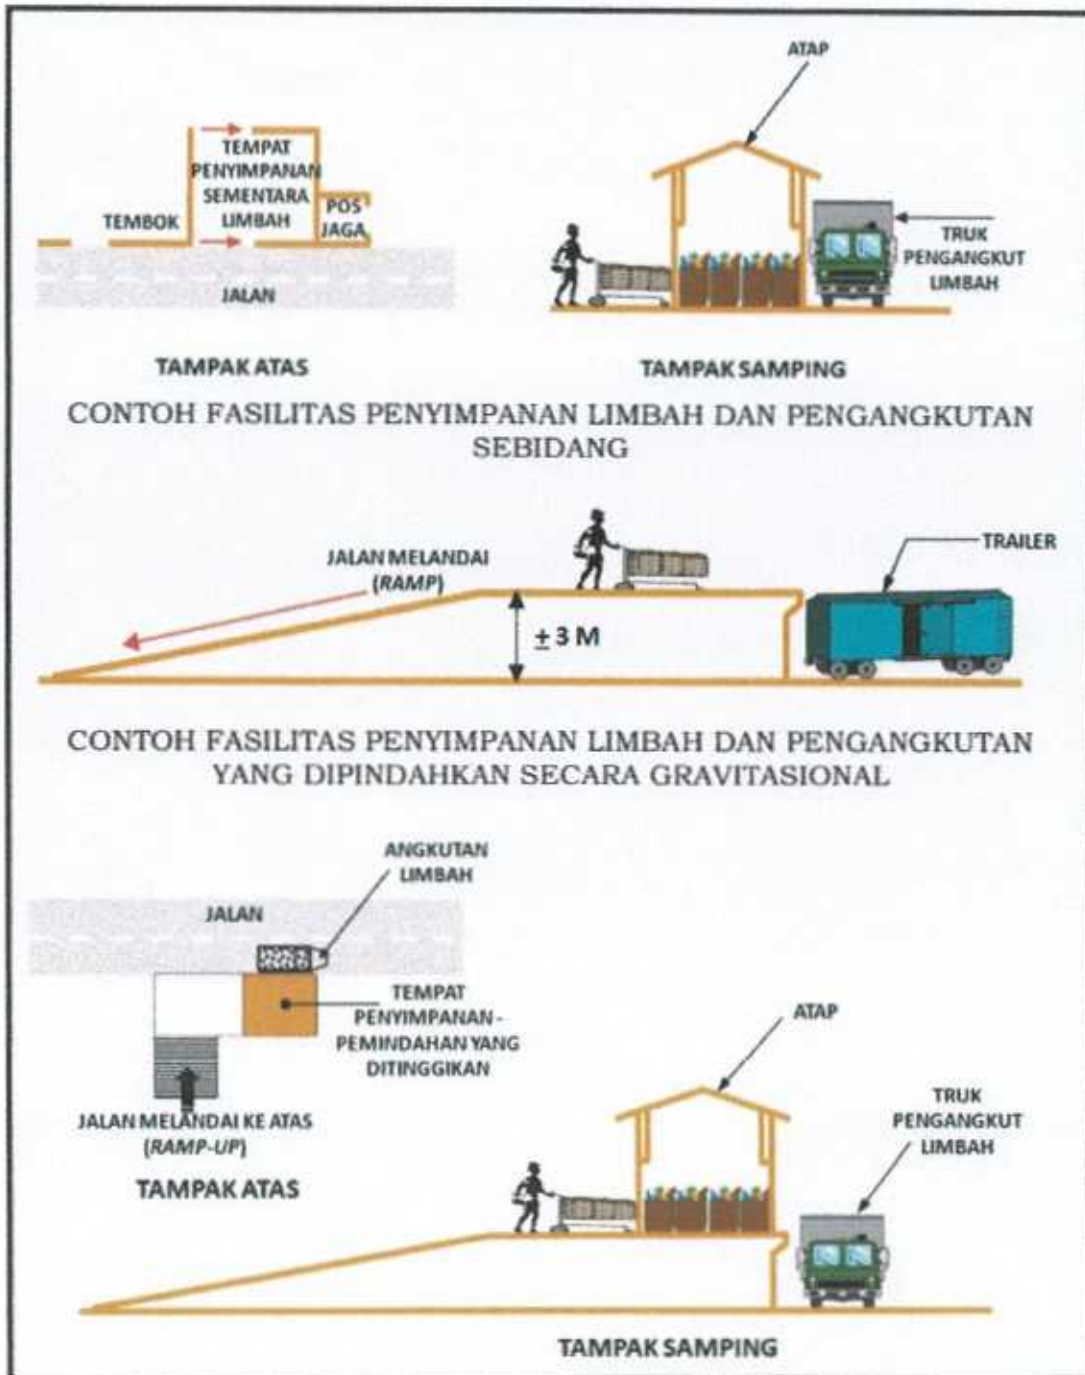 ATAP
TEMPAT
PENYIMPANAN
SEMENTARA
LIMBAH
TEMBOK
POS
JAGA
JALAN
TRUK
PENGANGKUT
LIMBAH
TAMPAK ATAS
TAMPAK SAMPING
CONTOH FASILITAS PENYIMPANAN LIMBAH DAN PENGANGKUTAN
SEBIDANG
JALAN MELANDAI
(RAMP)
TRAILER
± 3 M
CONTOH FASILITAS PENYIMPANAN LIMBAH DAN PENGANGKUTAN
YANG DIPINDAHKAN SECARA GRAVITASIONAL
ANGKUTAN
LIMBAH
JALAN
TEMPAT
PENYIMPANAN -
PEMINDAHAN YANG
DITINGGIKAN
JALAN MELANDAI KE ATAS
(RAMP-UP)
TAMPAK ATAS
ATAP
TRUK
PENGANGKUT
LIMBAH
TAMPAK SAMPING